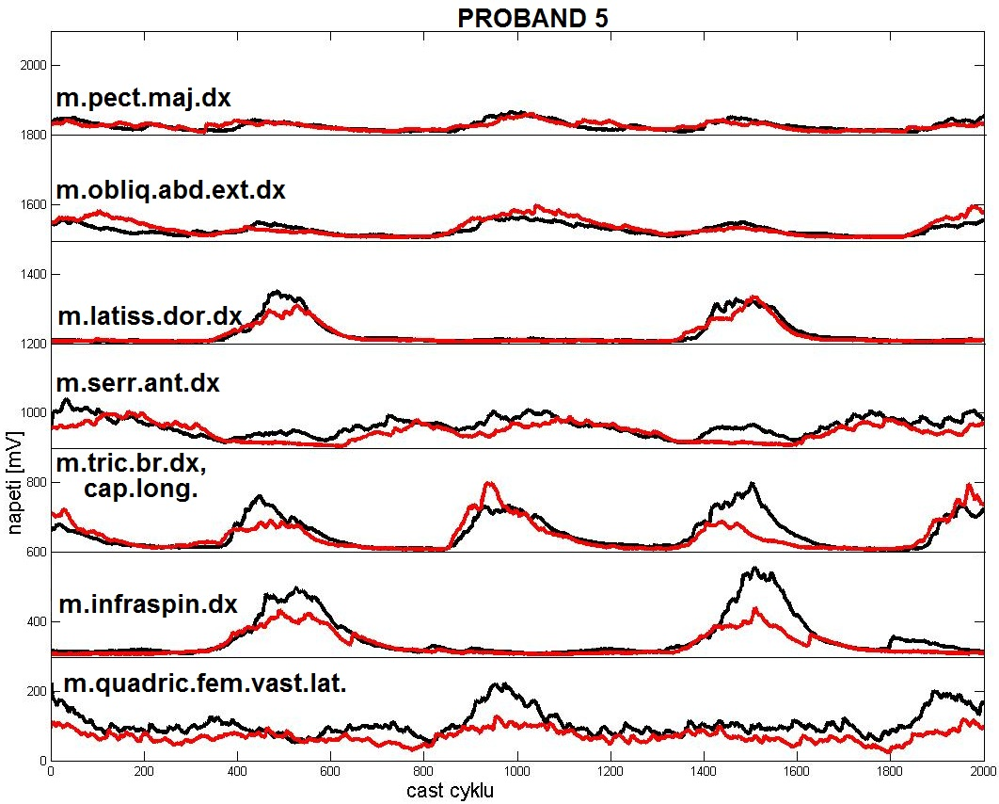 PROBAND 5
2000
m.pect.maj.dx
1800
m.obliq.abd.ext.dx
1600
1400
m.latiss.dor.dx
1200
m.serr.ant.dx
1000
m.tric.br.dx,
cap.long.
800
600
m.infraspin.dx
400
m.quadric.fem.vast.lat.
200
0
napeti [mV]
0 200 400 600 800 1000 1200 1400 1600 1800 2000
cast cyklu